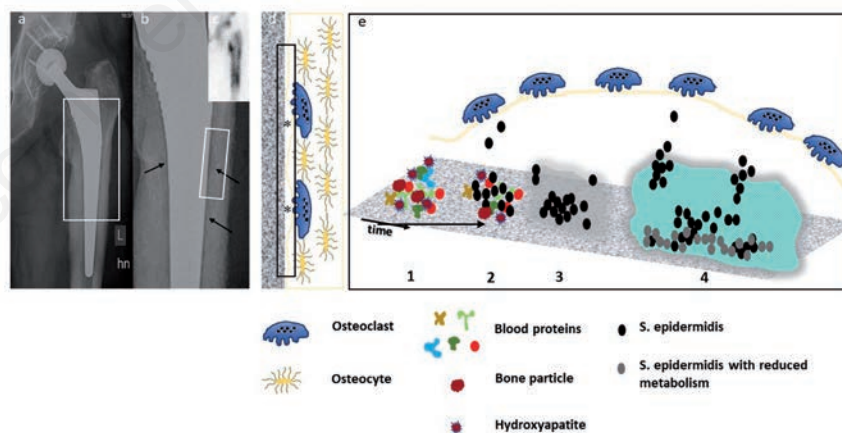 a
b
c
d
e
L
hn
time
1
2
3
4
Osteoclast
Blood proteins
S. epidermidis
Osteocyte
Bone particle
S. epidermidis with reduced
metabolism
Hydroxyapatite